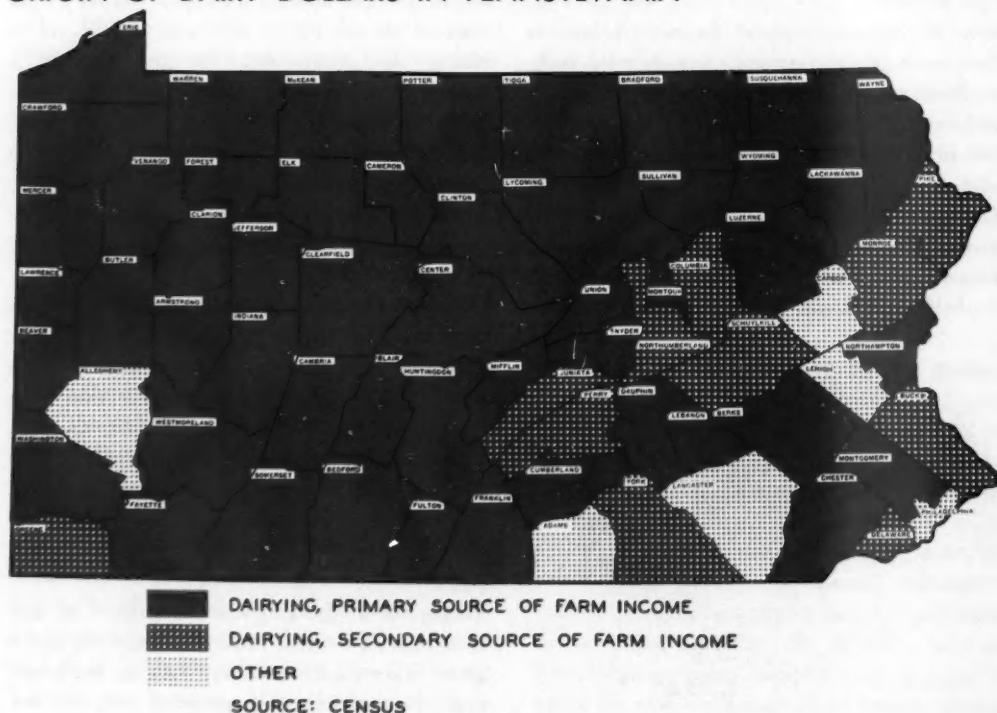 ORIGIN OF DAIRY DOLLARS IN PENNSYLVANIA
ERIE
WARREN
McKEAN
POTTER
TIOGA
BRADFORD
SUSQUEHANNA
WAYNE
CRAWFORD
VENANGO
FOREST
ELK
CAMERON
WYOMING
LACKAWANNA
PIKE
MERCER
CLINTON
LYCOMING
SULLIVAN
CLARION
JEFFERSON
LUZERNE
MONROE
LAWRENCE
BUTLER
CLEARFIELD
CENTER
COLUMBIA
CARBON
ARMSTRONG
UNION
MONTOUR
BEAVER
INDIANA
SNYDER
SCHUYLKILL
NORTHUMBERLAND
NORTHAMPTON
ALLEGHENY
CAMBRIA
BLAIR
HUNTINGDON
MIFFLIN
JUNIATA
LEHIGH
PERRY
DAUPHIN
BUCKS
WASHINGTON
WESTMORELAND
LEBANON
BERKS
SOMERSET
BEDFORD
CUMBERLAND
MONTGOMERY
FAYETTE
FULTON
FRANKLIN
YORK
LANCASTER
CHESTER
GREENE
ADAMS
PHILADELPHIA
DELAWARE
DAIRYING, PRIMARY SOURCE OF FARM INCOME
DAIRYING, SECONDARY SOURCE OF FARM INCOME
OTHER
SOURCE: CENSUS